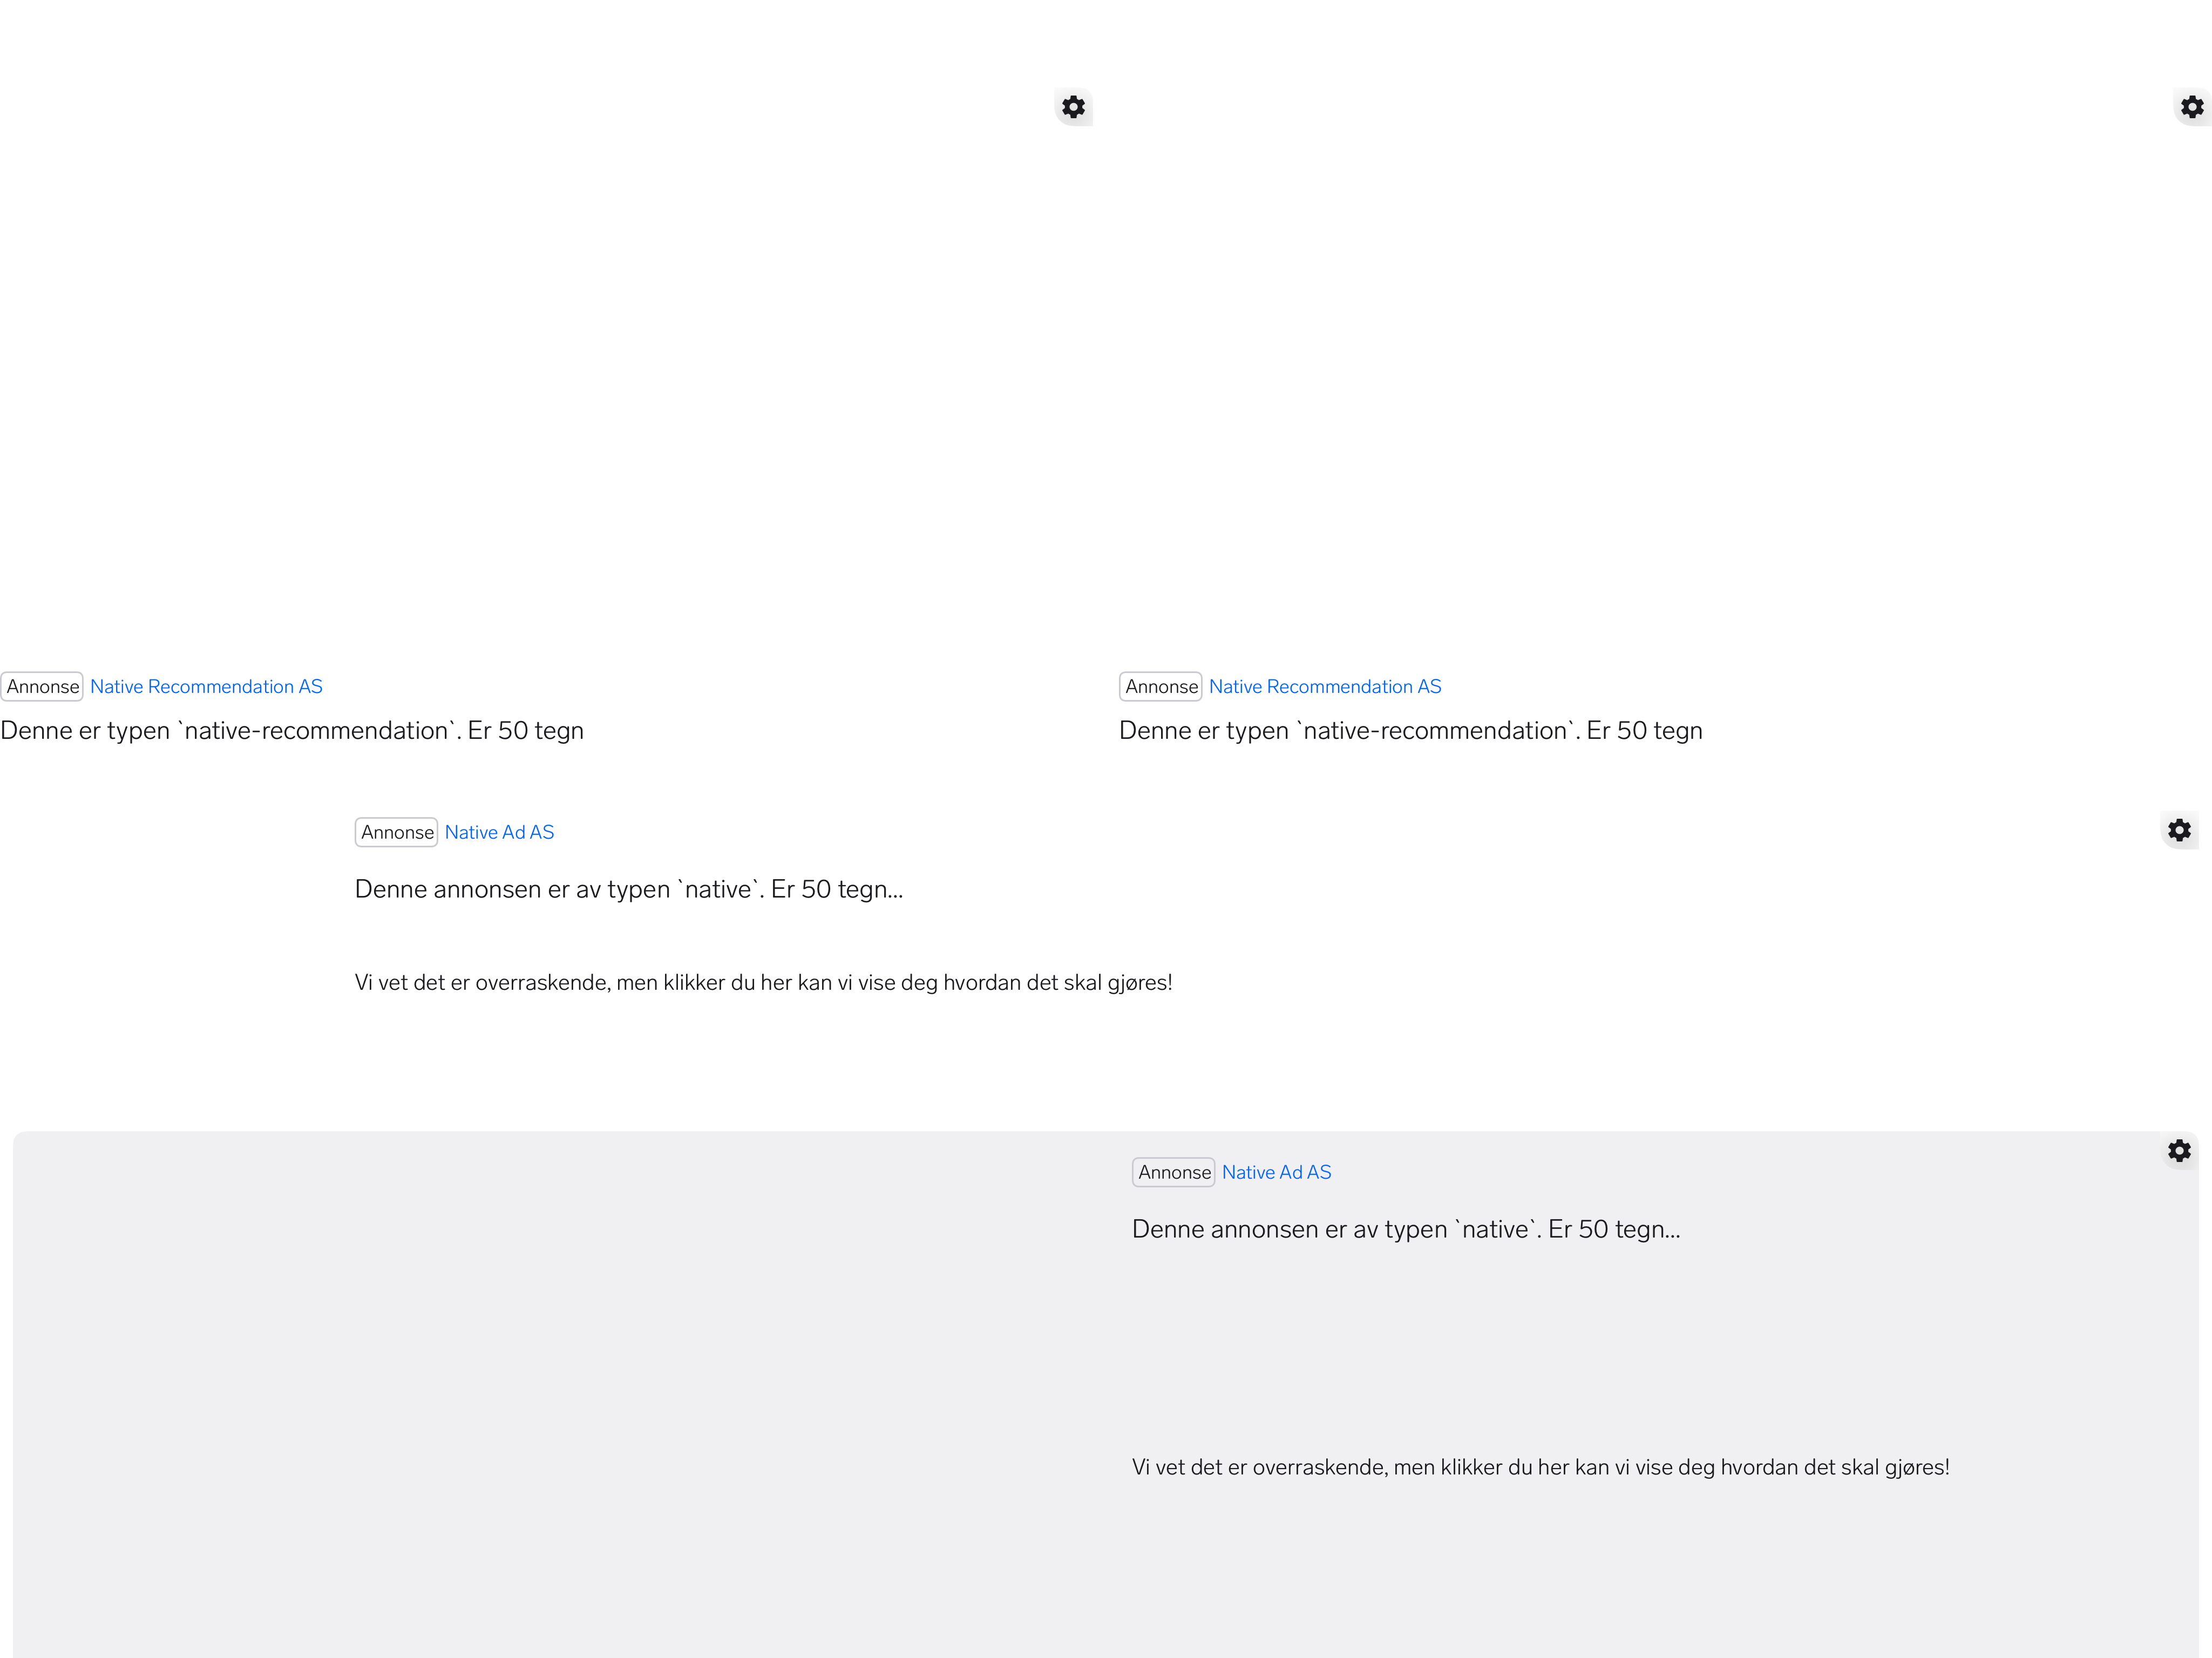 Annonse Native Recommendation AS
Denne er typen `native-recommendation`. Er 50 tegn
Annonse Native Recommendation AS
Denne er typen `native-recommendation`. Er 50 tegn
Annonse Native Ad AS
Denne annonsen er av typen `native`. Er 50 tegn...
Vi vet det er overraskende, men klikker du her kan vi vise deg hvordan det skal gjøres!
Annonse Native Ad AS
Denne annonsen er av typen `native`. Er 50 tegn...
Vi vet det er overraskende, men klikker du her kan vi vise deg hvordan det skal gjøres!